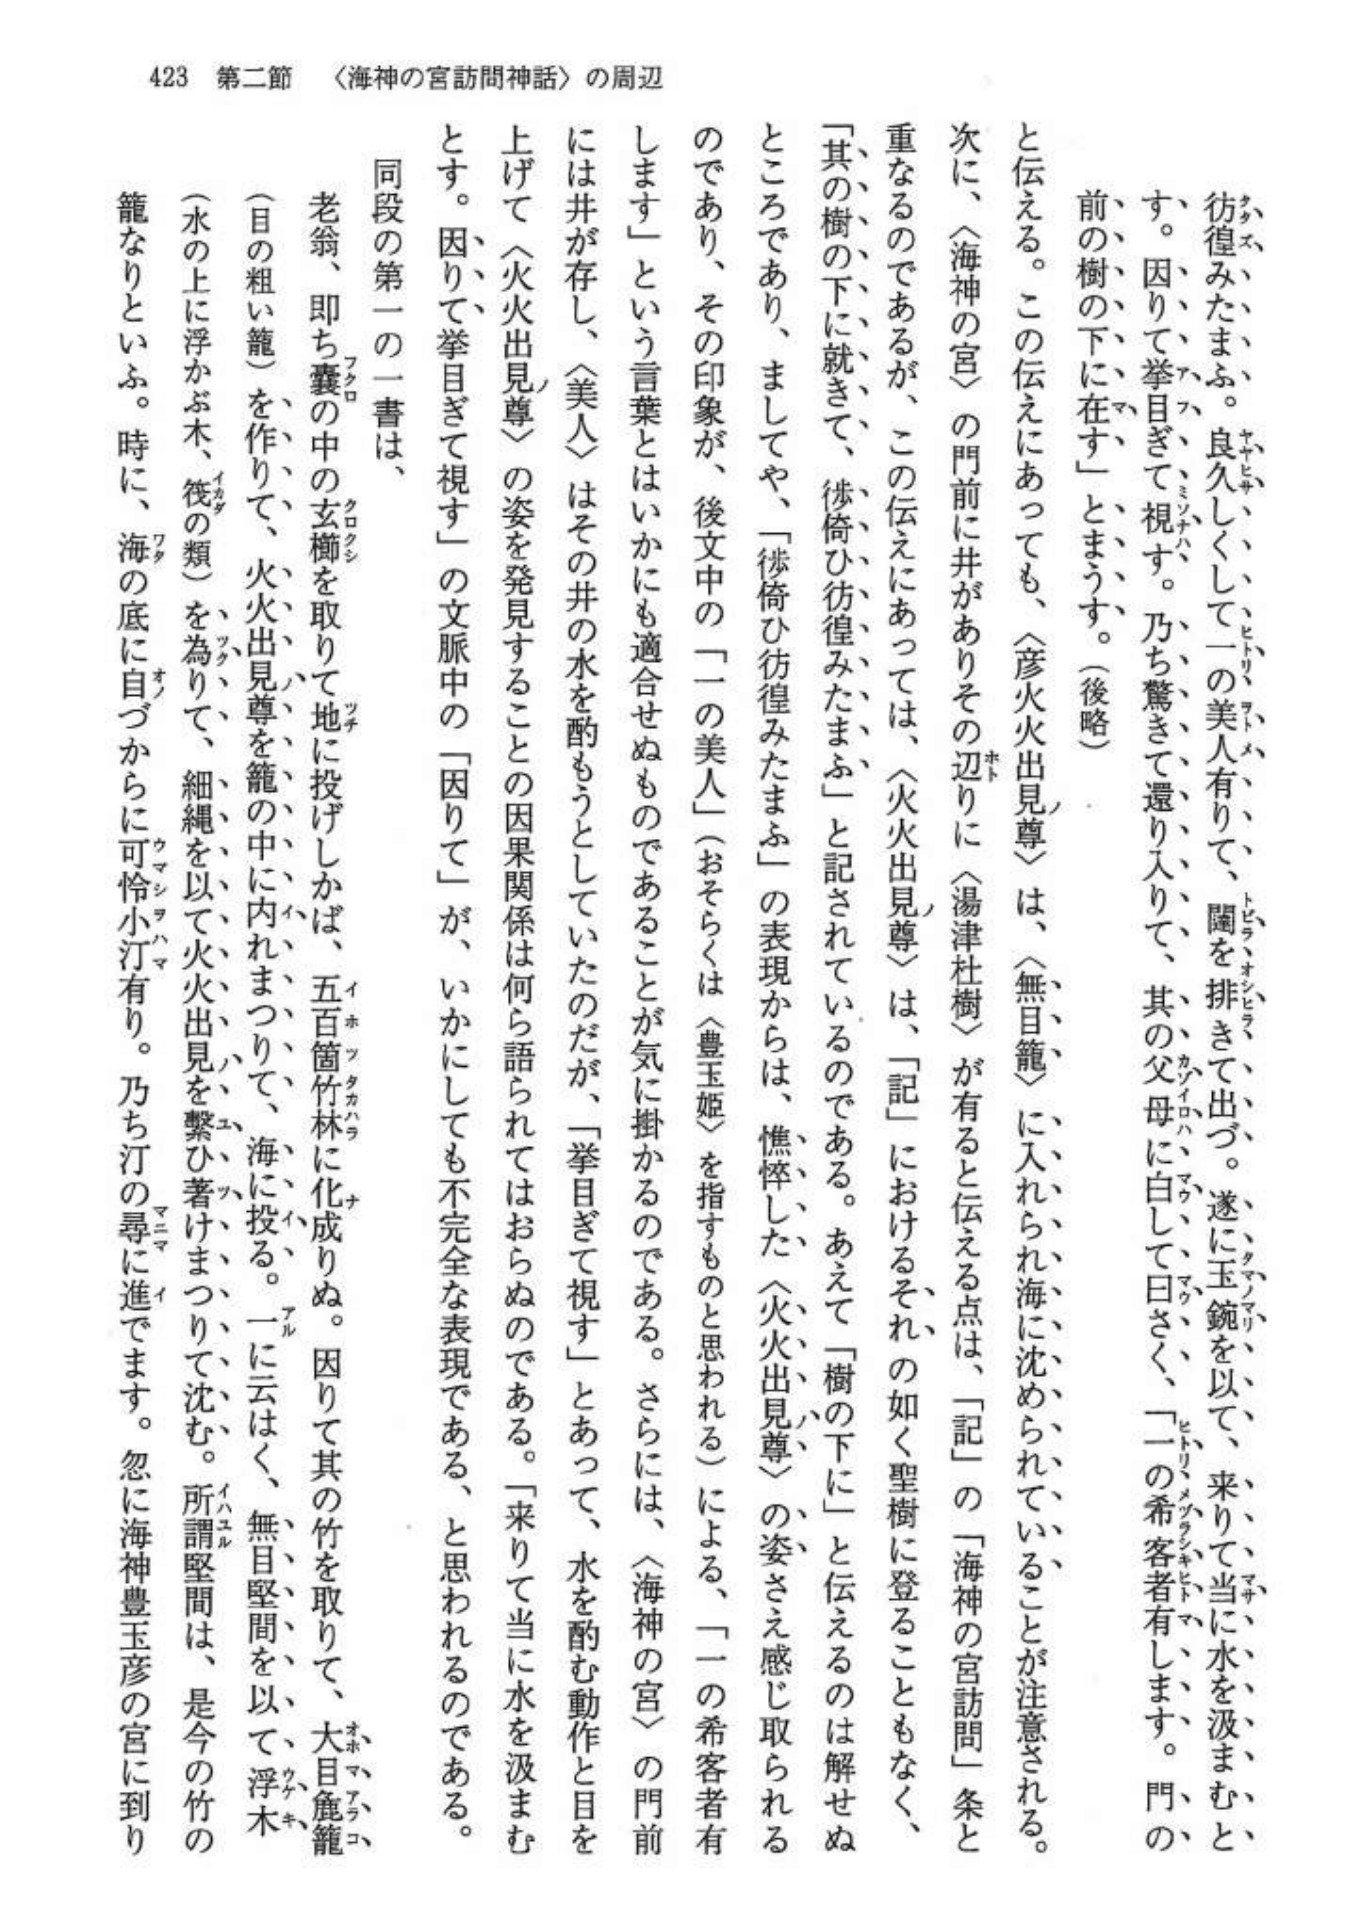 423　第二節　〈海神の宮訪問神話〉の周辺
彷徨みたまふ。良久しくして一の美人有りて、闥を排きて出づ。遂に玉鋺を以て、来りて当に水を汲まむと
す。因りて挙目ぎて視す。乃ち驚きて還り入りて、其の父母に白して曰さく、「一の希客者有します。門の
前の樹の下に在す」とまうす。（後略）
と伝える。この伝えにあっても、〈彦火火出見尊〉は、〈無目籠〉に入れられ海に沈められていることが注意される。
次に、〈海神の宮〉の門前に井がありその辺りに〈湯津杜樹〉が有ると伝える点は、「記」の「海神の宮訪問」条と
重なるのであるが、この伝えにあっては、〈火火出見尊〉は、「記」におけるそれの如く聖樹に登ることもなく、
「其の樹の下に就きて、徙倚ひ彷徨みたまふ」と記されているのである。あえて「樹の下に」と伝えるのは解せぬ
ところであり、ましてや、「徙倚ひ彷徨みたまふ」の表現からは、憔悴した〈火火出見尊〉の姿さえ感じ取られる
のであり、その印象が、後文中の「一の美人」（おそらくは〈豊玉姫〉を指すものと思われる）による、「一の希客者有
します」という言葉とはいかにも適合せぬものであることが気に掛かるのである。さらには、〈海神の宮〉の門前
には井が存し、〈美人〉はその井の水を酌もうとしていたのだが、「挙目ぎて視す」とあって、水を酌む動作と目を
上げて〈火火出見尊〉の姿を発見することの因果関係は何ら語られてはおらぬのである。「来りて当に水を汲まむ
とす。因りて挙目ぎて視す」の文脈中の「因りて」が、いかにしても不完全な表現である、と思われるのである。
同段の第一の一書は、
老翁、即ち嚢の中の玄櫛を取りて地に投げしかば、五百箇竹林に化成りぬ。因りて其の竹を取りて、大目麁籠
（目の粗い籠）を作りて、火火出見尊を籠の中に内れまつりて、海に投る。一に云はく、無目堅間を以て浮木
（水の上に浮かぶ木、筏の類）を為りて、細縄を以て火火出見を繫ひ著けまつりて沈む。所謂堅間は、是今の竹の
籠なりといふ。時に、海の底に自づからに可怜小汀有り。乃ち汀の尋に進でます。忽に海神豊玉彦の宮に到り